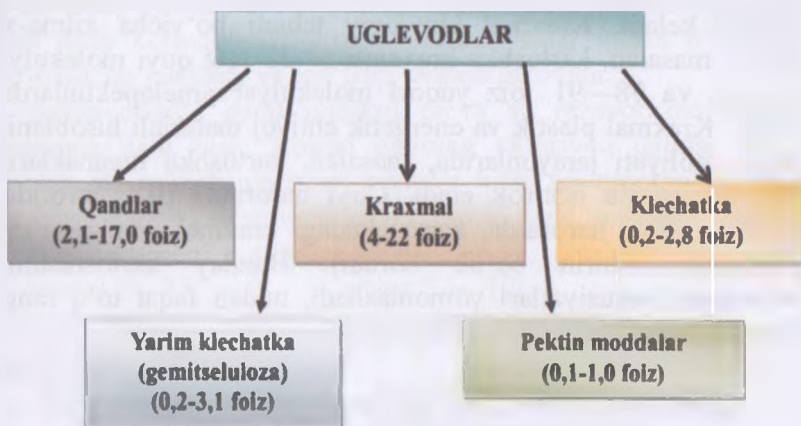 UGLEVODLAR
Qandlar
(2,1-17,0 foiz)
Kraxmal
(4-22 foiz)
Klechatka
(0,2-2,8 foiz)
Yarim klechatka
(gemitseluloza)
(0,2-3,1 foiz)
Pektin moddalar
(0,1-1,0 foiz)